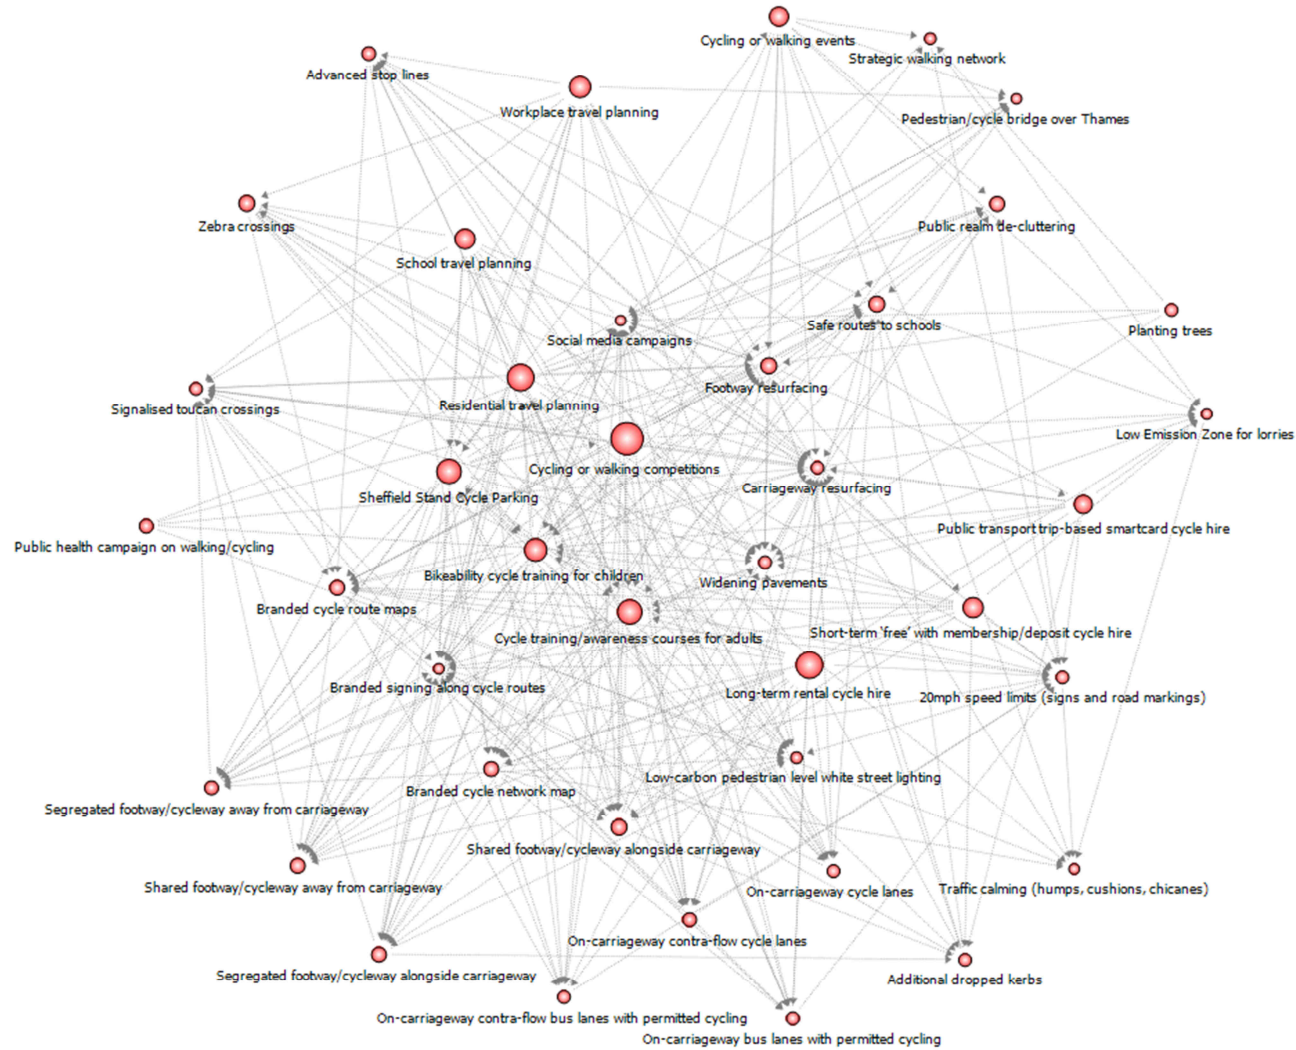 Cycling or walking events
Strategic walking network
Advanced stop lines
Workplace travel planning
Pedestrian/cycle bridge over Thames
Zebra crossings
Public realm de-cluttering
School travel planning
Safe routes to schools
Planting trees
Social media campaigns
Footway resurfacing
Signalised toucan crossings
Residential travel planning
Low Emission Zone for lorries
Cycling or walking competitions
Carriageway resurfacing
Sheffield Stand Cycle Parking
Public transport trip-based smartcard cycle hire
Public health campaign on walking/cycling
Bikeability cycle training for children
Widening pavements
Branded cycle route maps
Cycle training/awareness courses for adults
Short-term 'free' with membership/deposit cycle hire
Branded signing along cycle routes
Long-term rental cycle hire
20mph speed limits (signs and road markings)
Low-carbon pedestrian level white street lighting
Branded cycle network map
Segregated footway/cycleway away from carriageway
Shared footway/cycleway alongside carriageway
Shared footway/cycleway away from carriageway
On-carriageway cycle lanes
Traffic calming (humps, cushions, chicanes)
On-carriageway contra-flow cycle lanes
Segregated footway/cycleway alongside carriageway
Additional dropped kerbs
On-carriageway contra-flow bus lanes with permitted cycling
On-carriageway bus lanes with permitted cycling